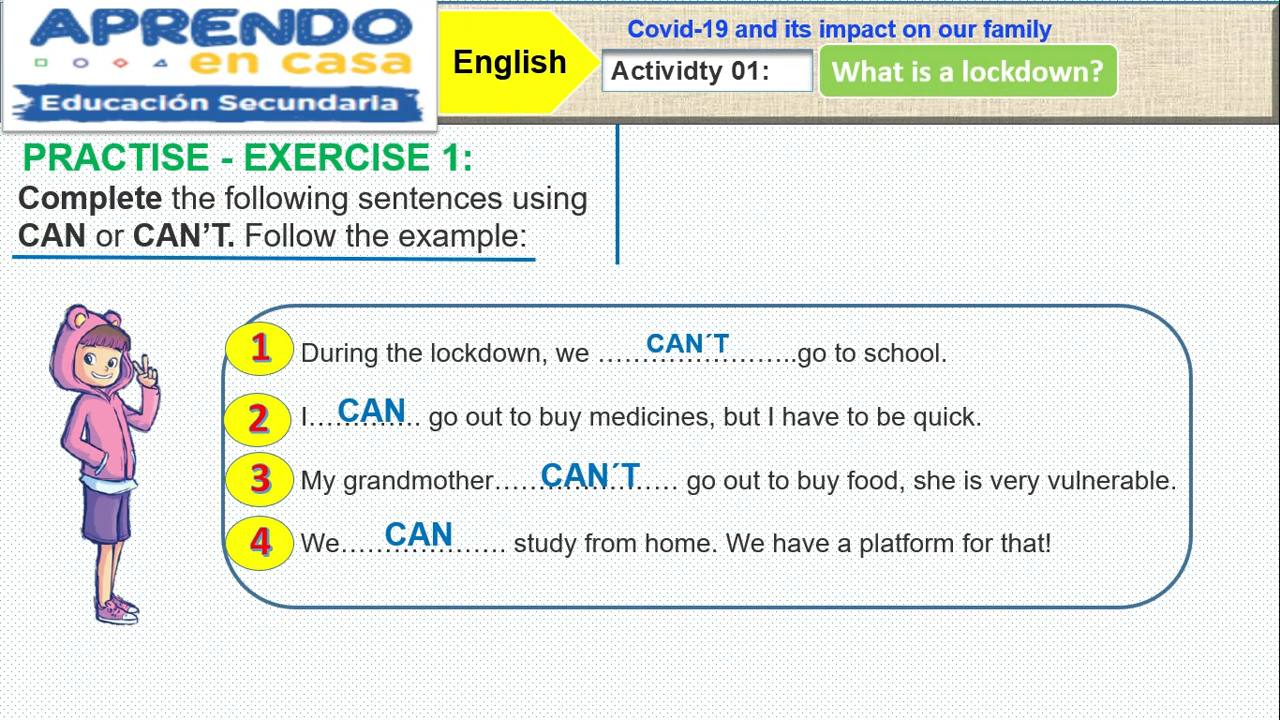 APRENDO
en casa
Educación Secundaria
English
Covid-19 and its impact on our family
Actividty 01:
What is a lockdown?
PRACTISE - EXERCISE 1:
Complete the following sentences using
CAN or CAN’T. Follow the example:
1 During the lockdown, we …………CAN´T………..go to school.
2 I…CAN…. go out to buy medicines, but I have to be quick.
3 My grandmother……CAN´T…… go out to buy food, she is very vulnerable.
4 We……CAN……. study from home. We have a platform for that!